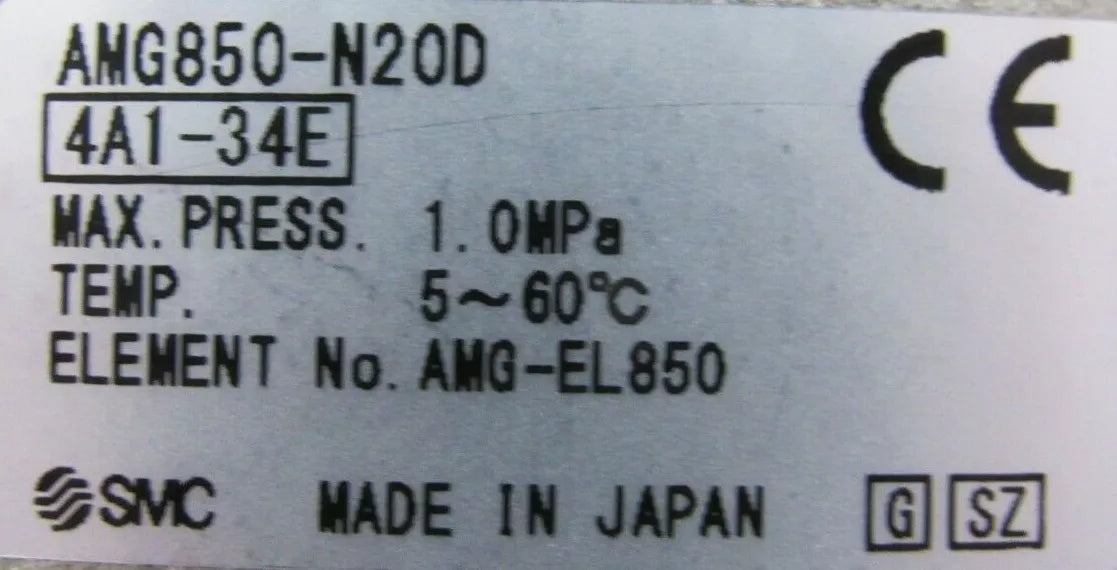 AMG850-N20D
4A1-34E
CE
MAX.PRESS. 1.0MPa
TEMP. 5~60℃
ELEMENT No. AMG-EL850
SMC MADE IN JAPAN G SZ